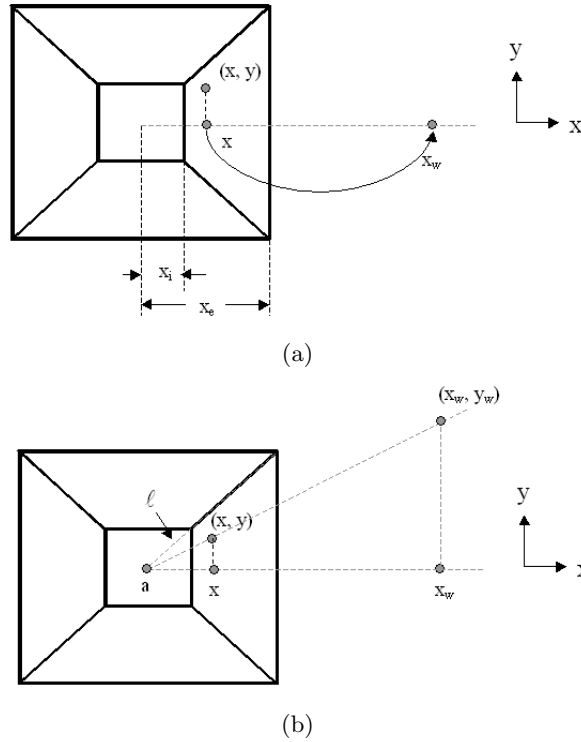 y
(x, y)
x
x
x_w
x_i
x_e
(a)
(x_w, y_w)
y
ℓ
(x, y)
a
x
x_w
x
(b)